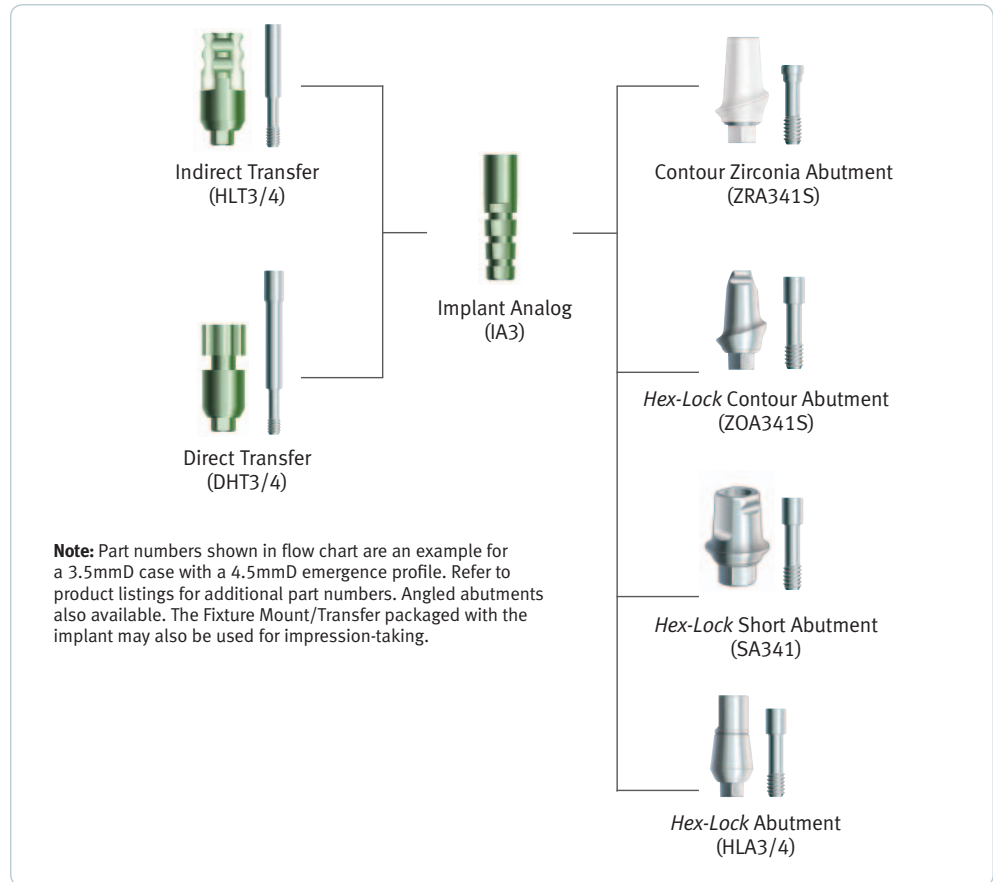 Indirect Transfer
(HLT3/4)
Direct Transfer
(DHT3/4)
Implant Analog
(IA3)
Contour Zirconia Abutment
(ZRA341S)
Hex-Lock Contour Abutment
(ZOA341S)
Hex-Lock Short Abutment
(SA341)
Hex-Lock Abutment
(HLA3/4)
Note: Part numbers shown in flow chart are an example for
a 3.5mmD case with a 4.5mmD emergence profile. Refer to
product listings for additional part numbers. Angled abutments
also available. The Fixture Mount/Transfer packaged with the
implant may also be used for impression-taking.